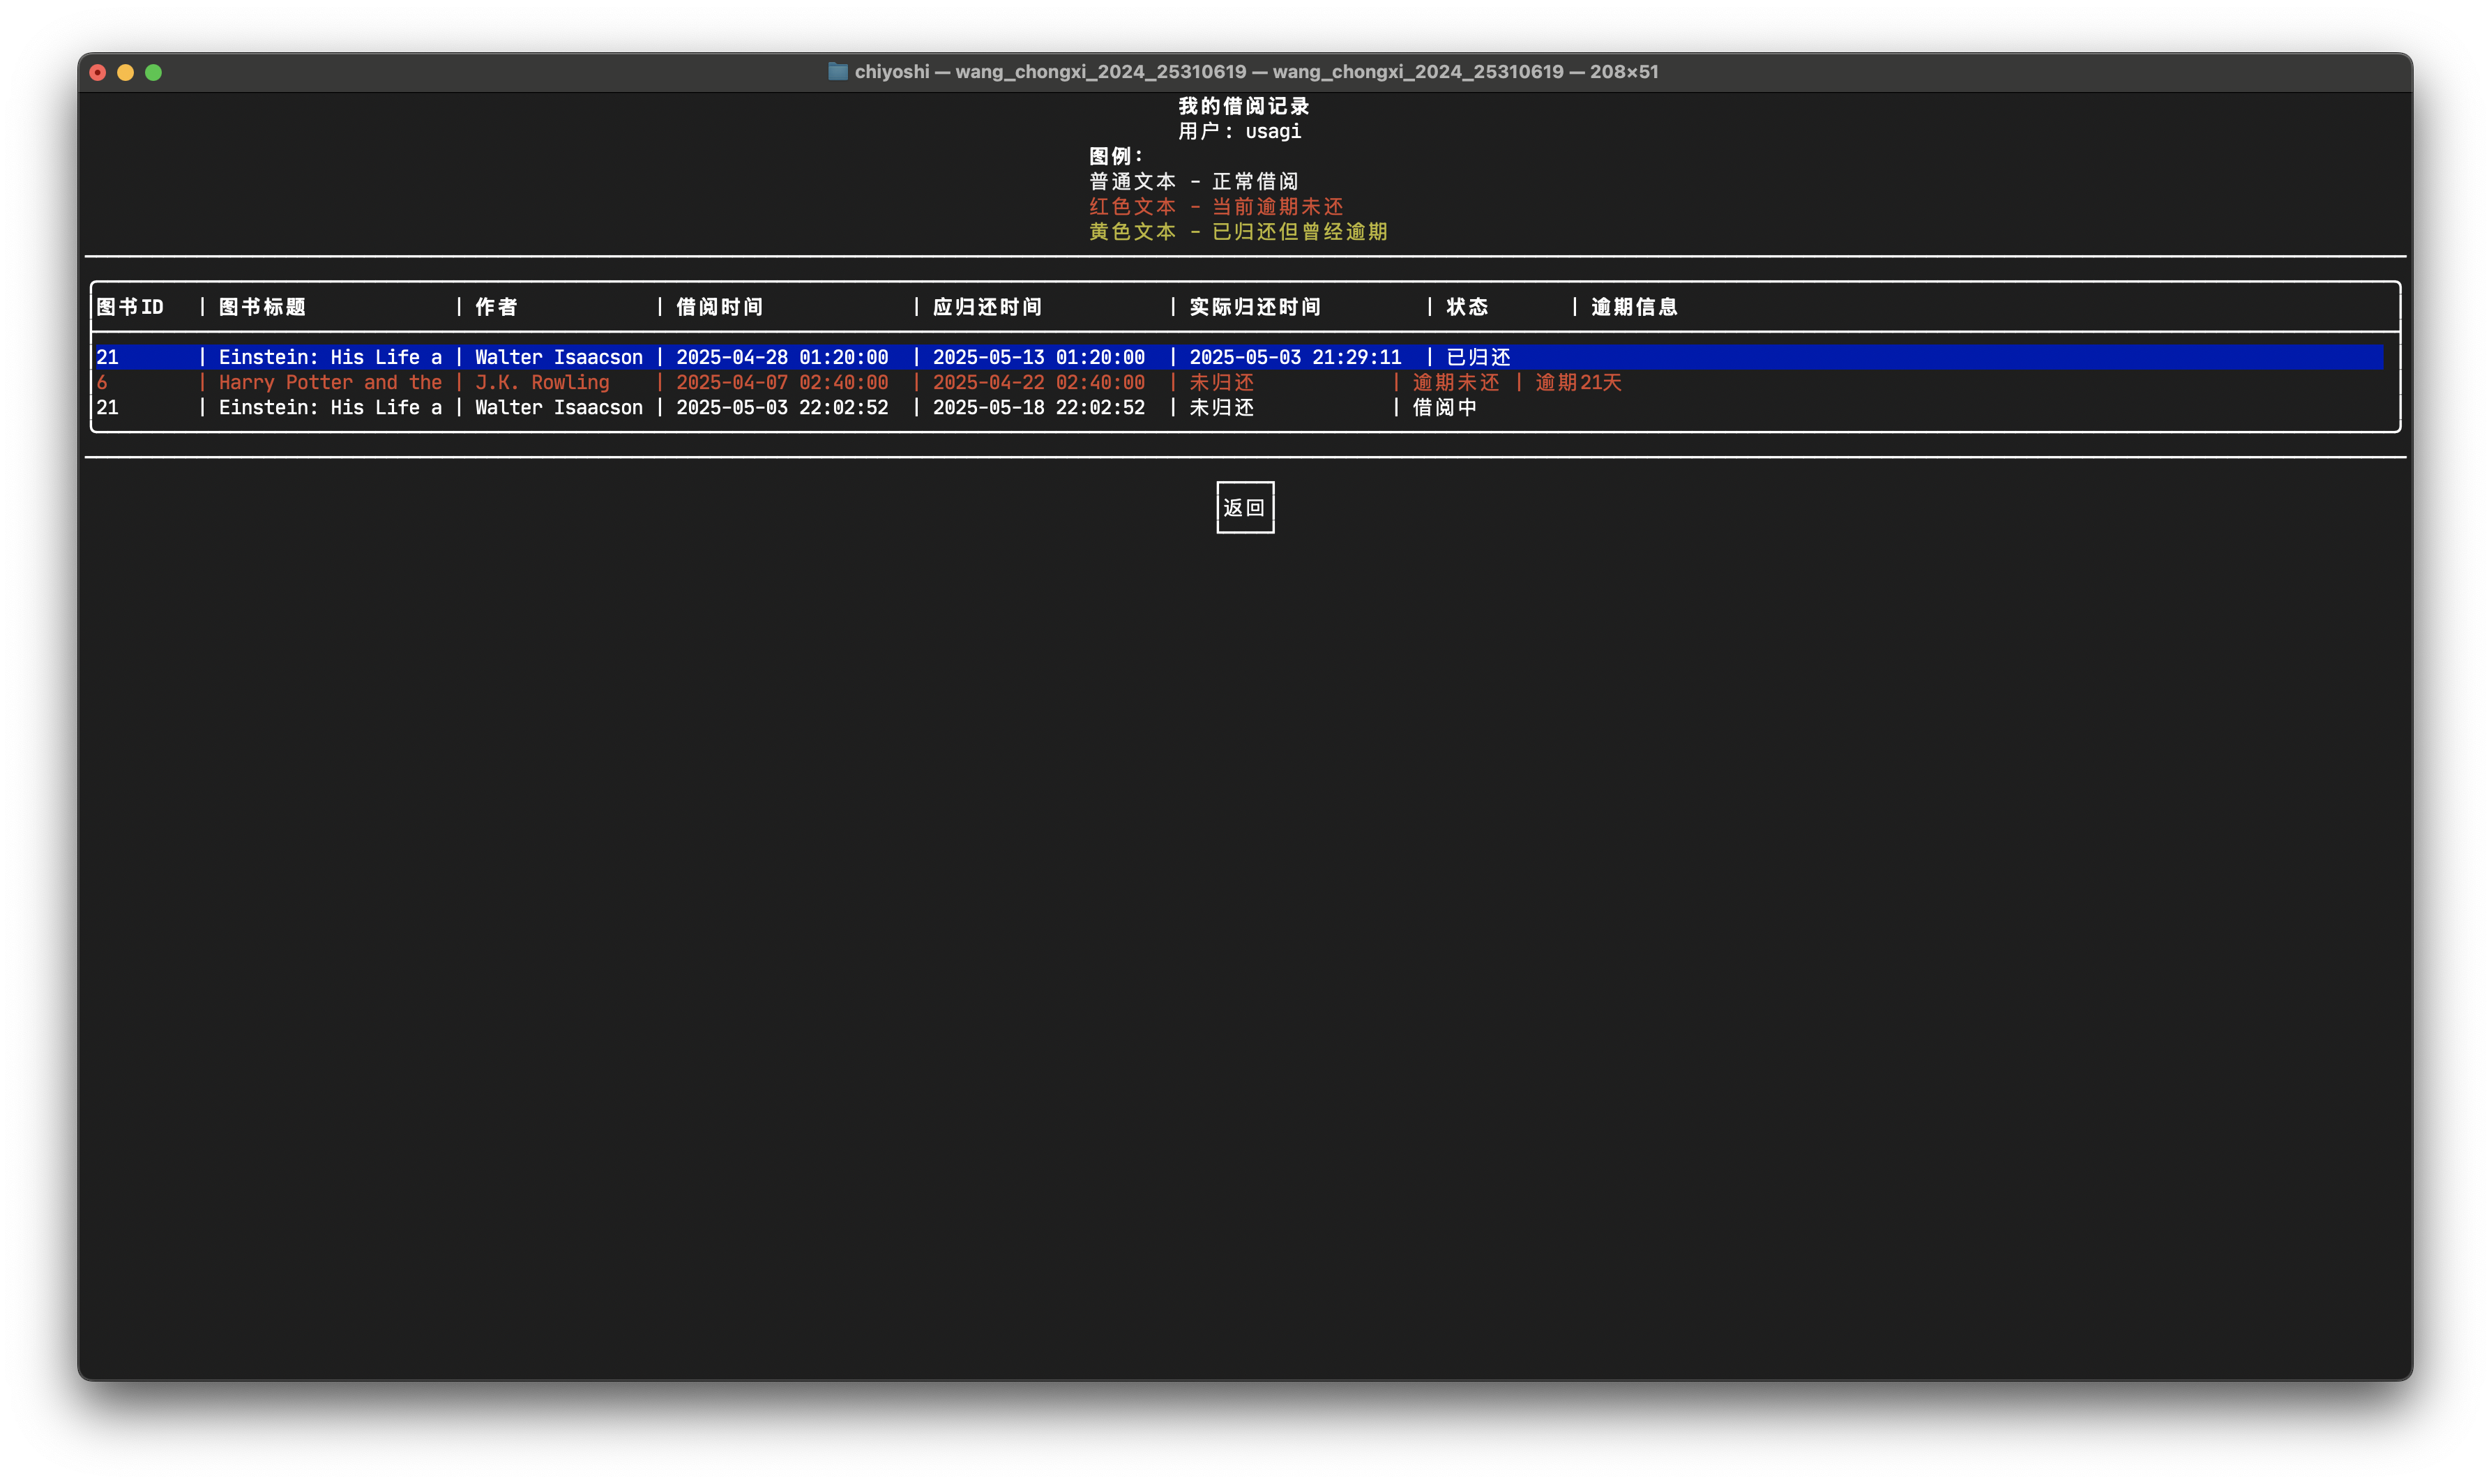 chiyoshi — wang_chongxi_2024_25310619 — wang_chongxi_2024_25310619 — 208×51
我的借阅记录
用户: usagi
图例:
普通文本 - 正常借阅
红色文本 - 当前逾期未还
黄色文本 - 已归还但曾经逾期
图书ID | 图书标题 | 作者 | 借阅时间 | 应归还时间 | 实际归还时间 | 状态 | 逾期信息
21 | Einstein: His Life a | Walter Isaacson | 2025-04-28 01:20:00 | 2025-05-13 01:20:00 | 2025-05-03 21:29:11 | 已归还
6 | Harry Potter and the | J.K. Rowling | 2025-04-07 02:40:00 | 2025-04-22 02:40:00 | 未归还 | 逾期未还 | 逾期21天
21 | Einstein: His Life a | Walter Isaacson | 2025-05-03 22:02:52 | 2025-05-18 22:02:52 | 未归还 | 借阅中
返回